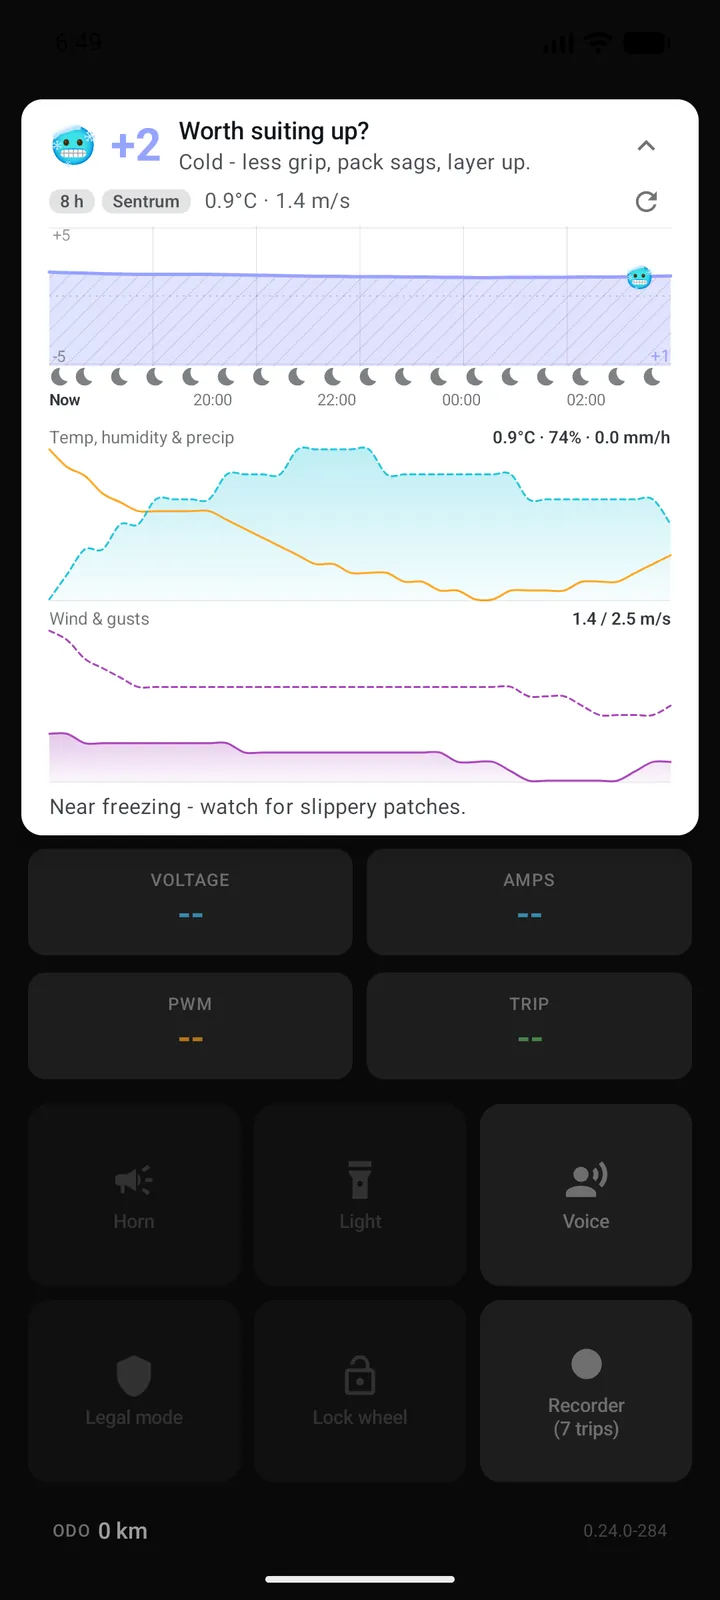 6:49
+2
Worth suiting up?
Cold - less grip, pack sags, layer up.
8 h
Sentrum
0.9°C · 1.4 m/s
+5
-5
+1
Now
20:00
22:00
00:00
02:00
Temp, humidity & precip
0.9°C · 74% · 0.0 mm/h
Wind & gusts
1.4 / 2.5 m/s
Near freezing - watch for slippery patches.
VOLTAGE
AMPS
--
--
PWM
TRIP
--
--
Horn
Light
Voice
Legal mode
Lock wheel
Recorder
(7 trips)
ODO 0 km
0.24.0-284